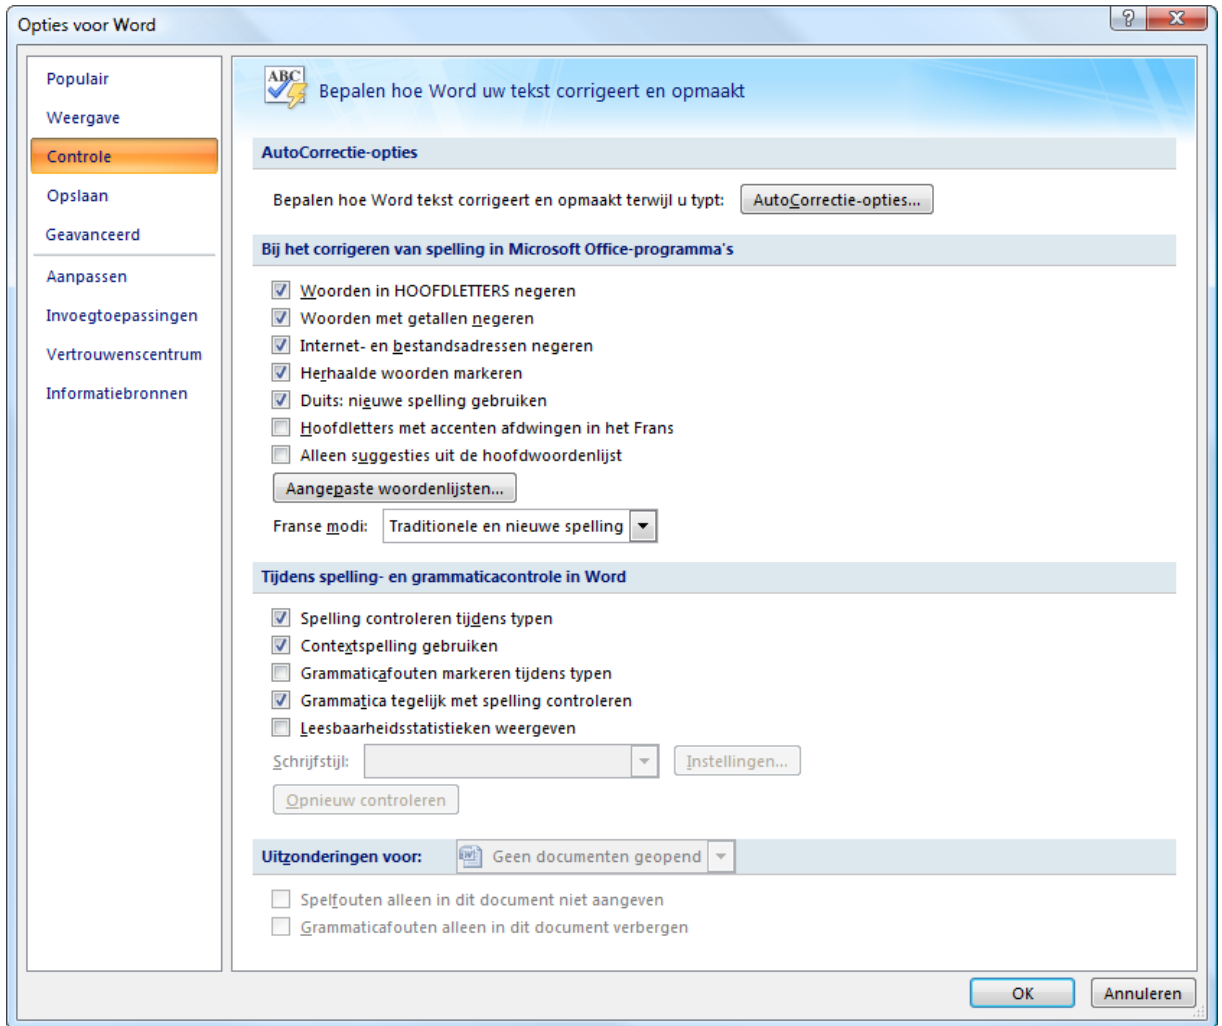 Opties voor Word
Populair
Weergave
Controle
Opslaan
Geavanceerd
Aanpassen
Invoegtoepassingen
Vertrouwenscentrum
Informatiebronnen
ABC
Bepalen hoe Word uw tekst corrigeert en opmaakt
AutoCorrectie-opties
Bepalen hoe Word tekst corrigeert en opmaakt terwijl u typt: AutoCorrectie-opties...
Bij het corrigeren van spelling in Microsoft Office-programma's
Woorden in HOOFDLETTERS negeren
Woorden met getallen negeren
Internet- en bestandsadressen negeren
Herhaalde woorden markeren
Duits: nieuwe spelling gebruiken
Hoofdletters met accenten afdwingen in het Frans
Alleen suggesties uit de hoofdwoordenlijst
Aangepaste woordenlijsten...
Franse modi: Traditionele en nieuwe spelling
Tijdens spelling- en grammaticacontrole in Word
Spelling controleren tijdens typen
Contextspelling gebruiken
Grammaticafouten markeren tijdens typen
Grammatica tegelijk met spelling controleren
Leesbaarheidsstatistieken weergeven
Schrijfstijl: Instellingen...
Opnieuw controleren
Uitzonderingen voor: Geen documenten geopend
Spelfouten alleen in dit document niet aangeven
Grammaticafouten alleen in dit document verbergen
OK Annuleren